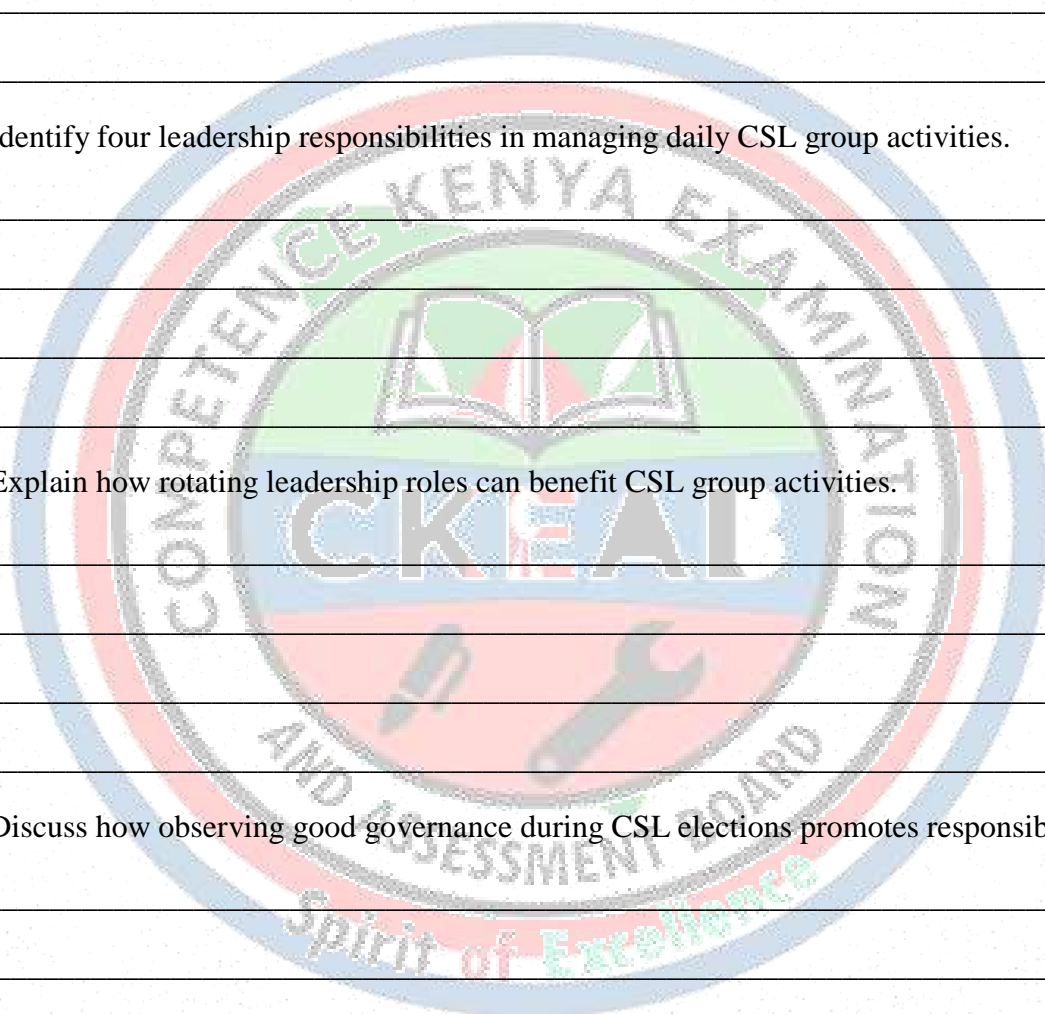 dentify four leadership responsibilities in managing daily CSL group activities.
COMPETENCE KENYA EXAMINATION
CKEAB
Explain how rotating leadership roles can benefit CSL group activities.
AND ASSESSMENT BOARD
Discuss how observing good governance during CSL elections promotes responsib
Spirit of Excellence